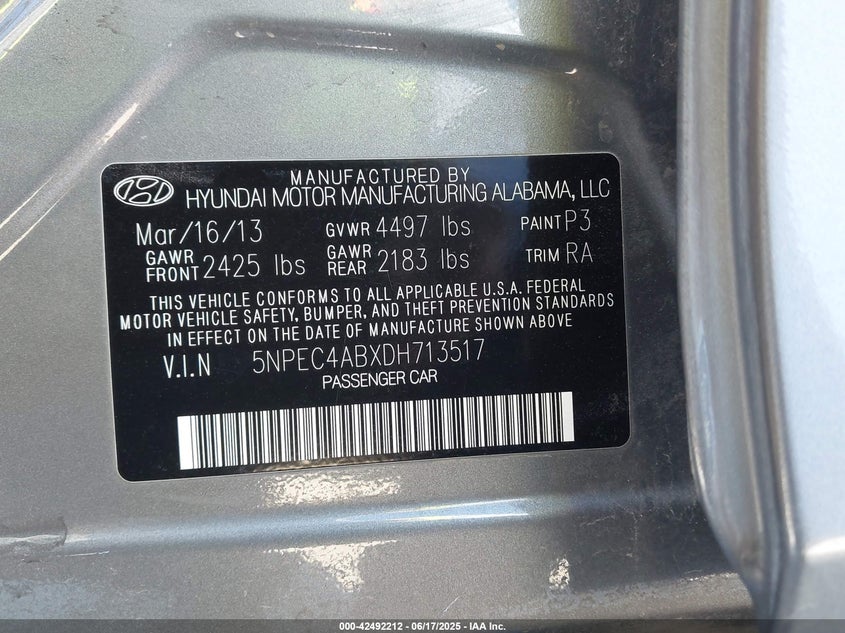 MANUFACTURED BY
HYUNDAI MOTOR MANUFACTURING ALABAMA, LLC
Mar/16/13 GVWR 4497 lbs PAINT P3
GAWR FRONT 2425 lbs GAWR REAR 2183 lbs TRIM RA
THIS VEHICLE CONFORMS TO ALL APPLICABLE U.S.A. FEDERAL
MOTOR VEHICLE SAFETY, BUMPER, AND THEFT PREVENTION STANDARDS
IN EFFECT ON THE DATE OF MANUFACTURE SHOWN ABOVE
V.I.N 5NPEC4ABXDH713517
PASSENGER CAR
000-42492212 - 06/17/2025 - IAA Inc.